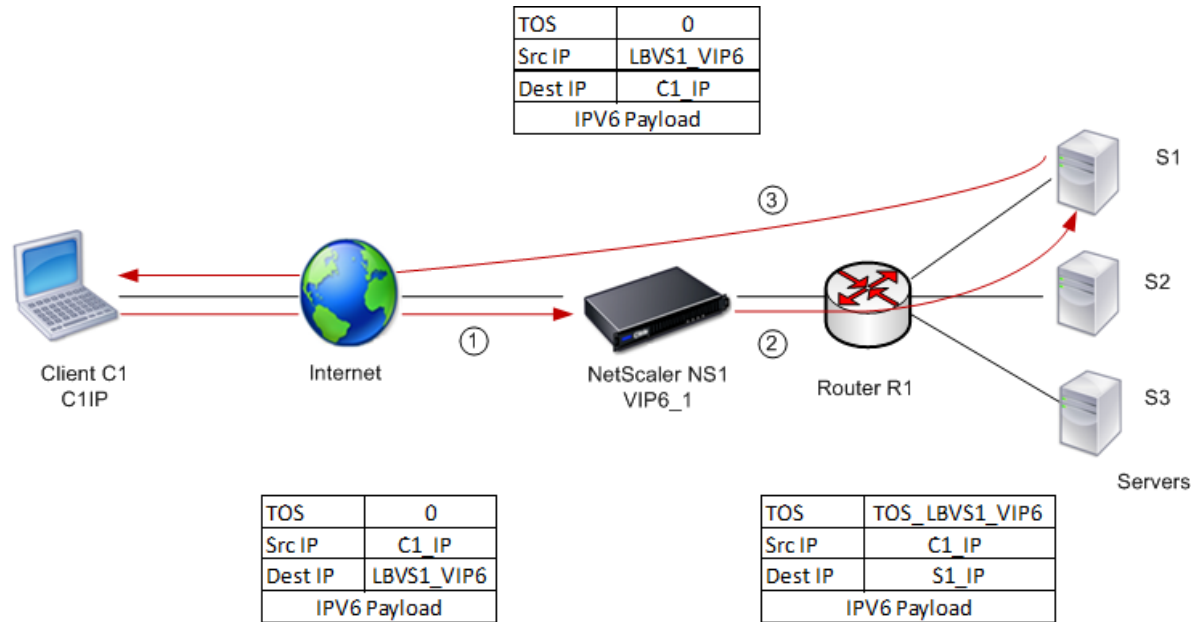 TOS 0
Src IP LBVS1_VIP6
Dest IP C1_IP
IPV6 Payload
S1
3
S2
1
2
Client C1
C1IP
Internet
NetScaler NS1
VIP6_1
Router R1
S3
Servers
TOS 0
Src IP C1_IP
Dest IP LBVS1_VIP6
IPV6 Payload
TOS TOS_LBVS1_VIP6
Src IP C1_IP
Dest IP S1_IP
IPV6 Payload